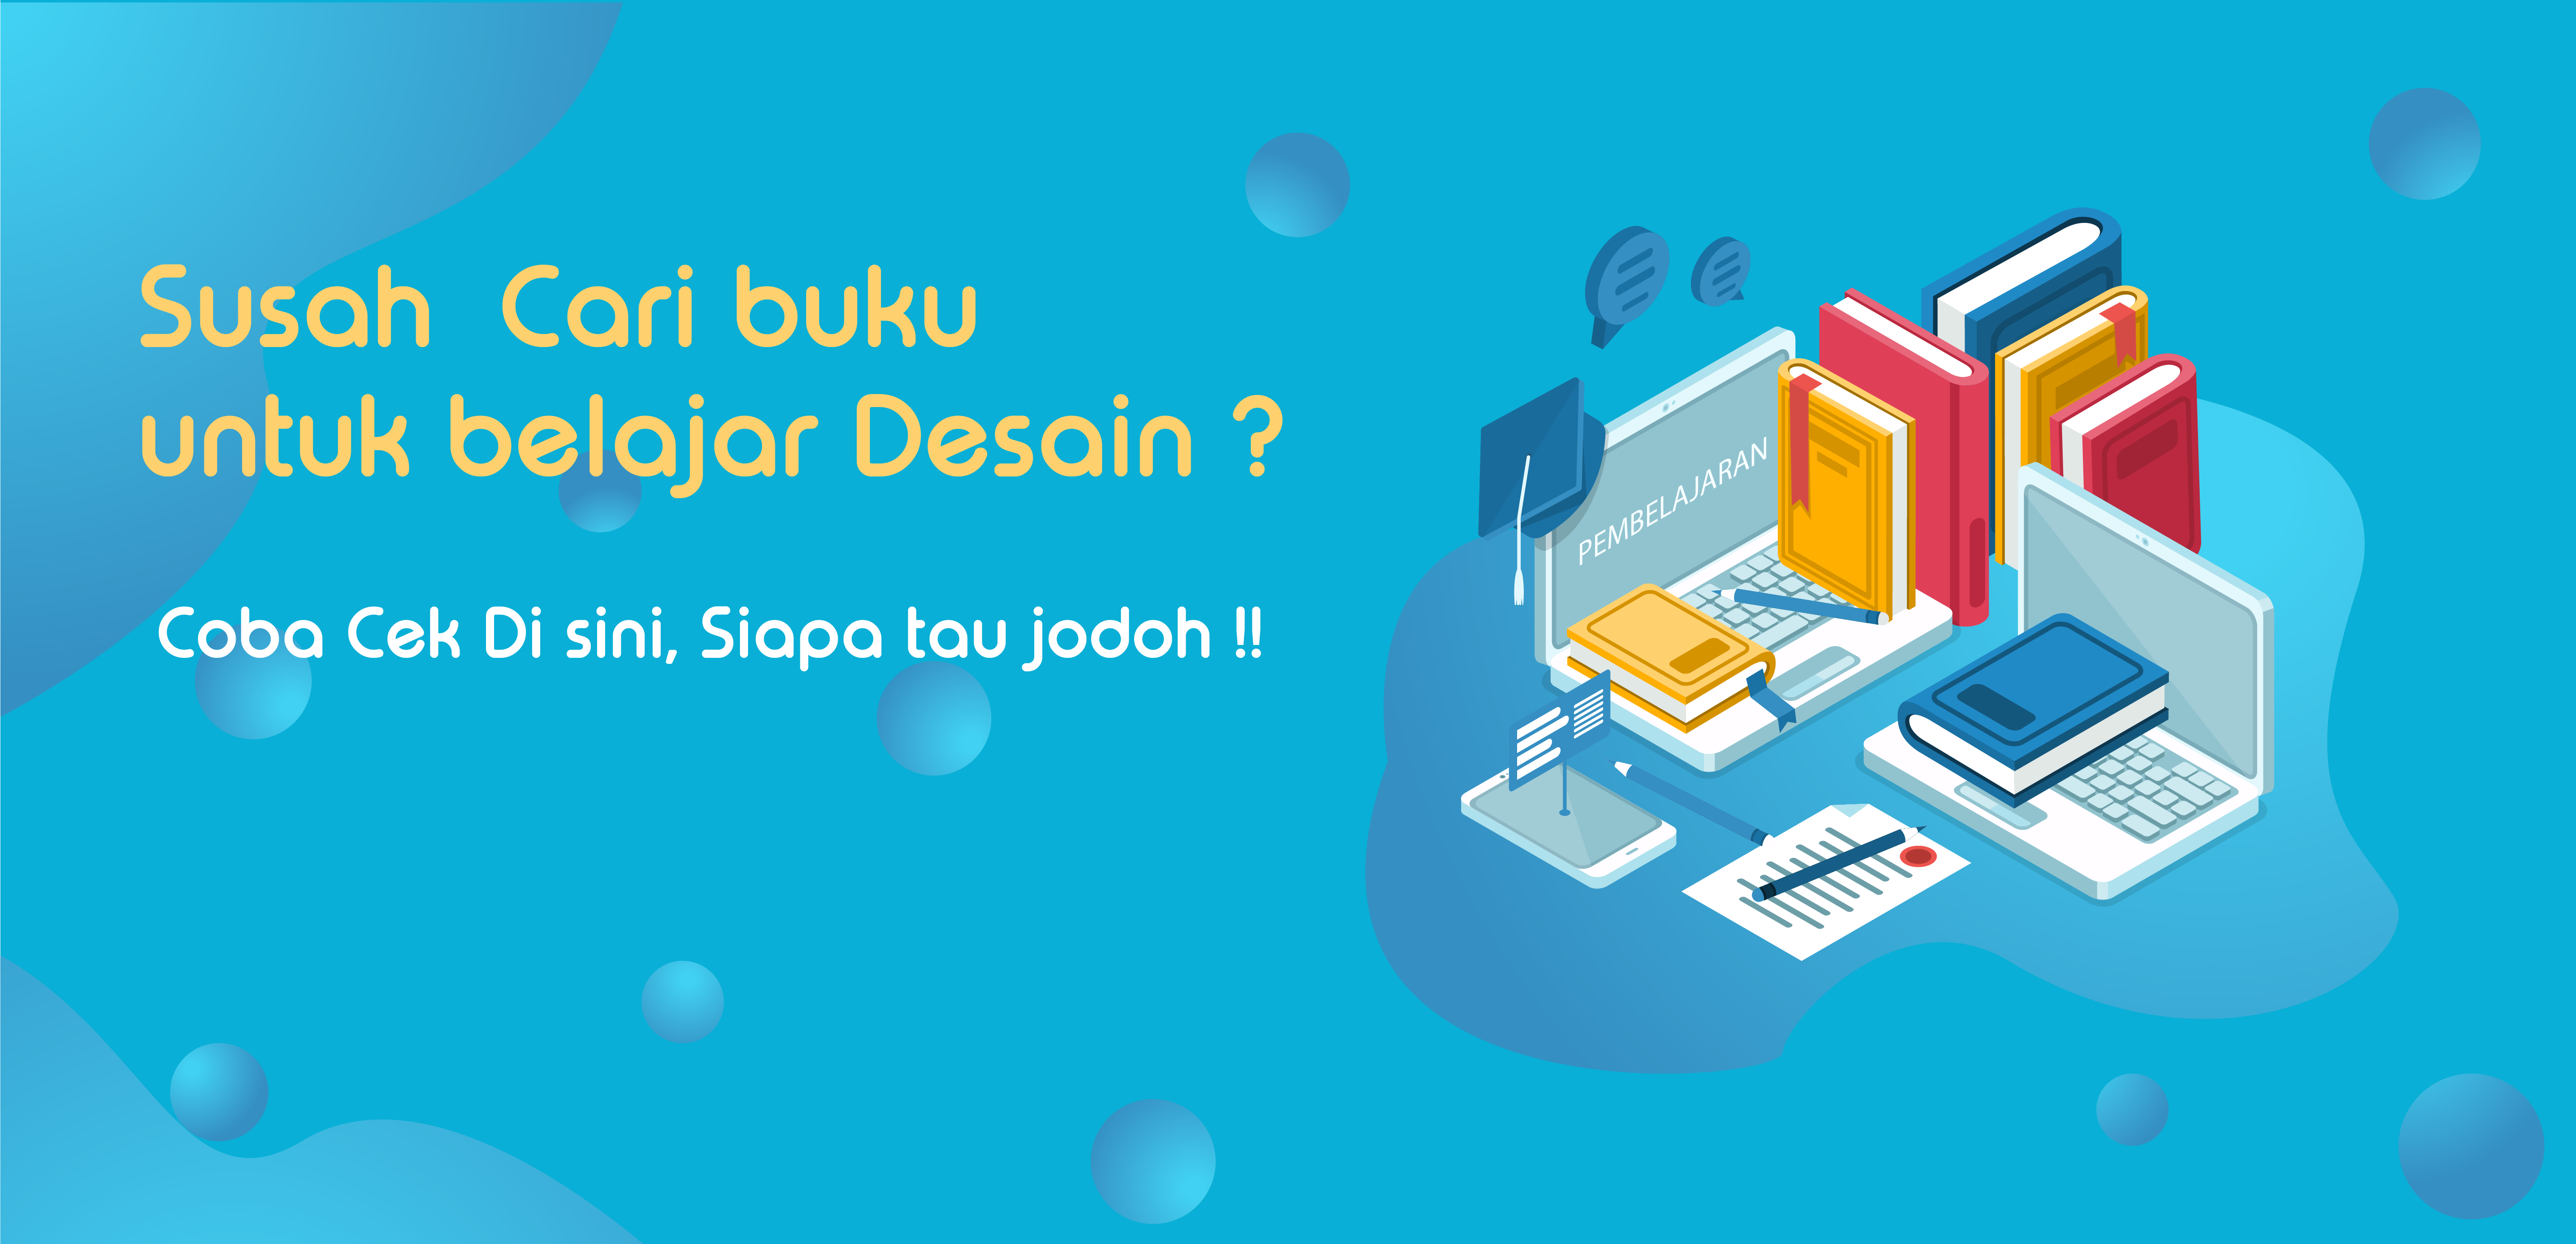 Susah Cari buku
untuk belajar Desain ?
Coba Cek Di sini, Siapa tau jodoh !!
PEMBELAJARAN